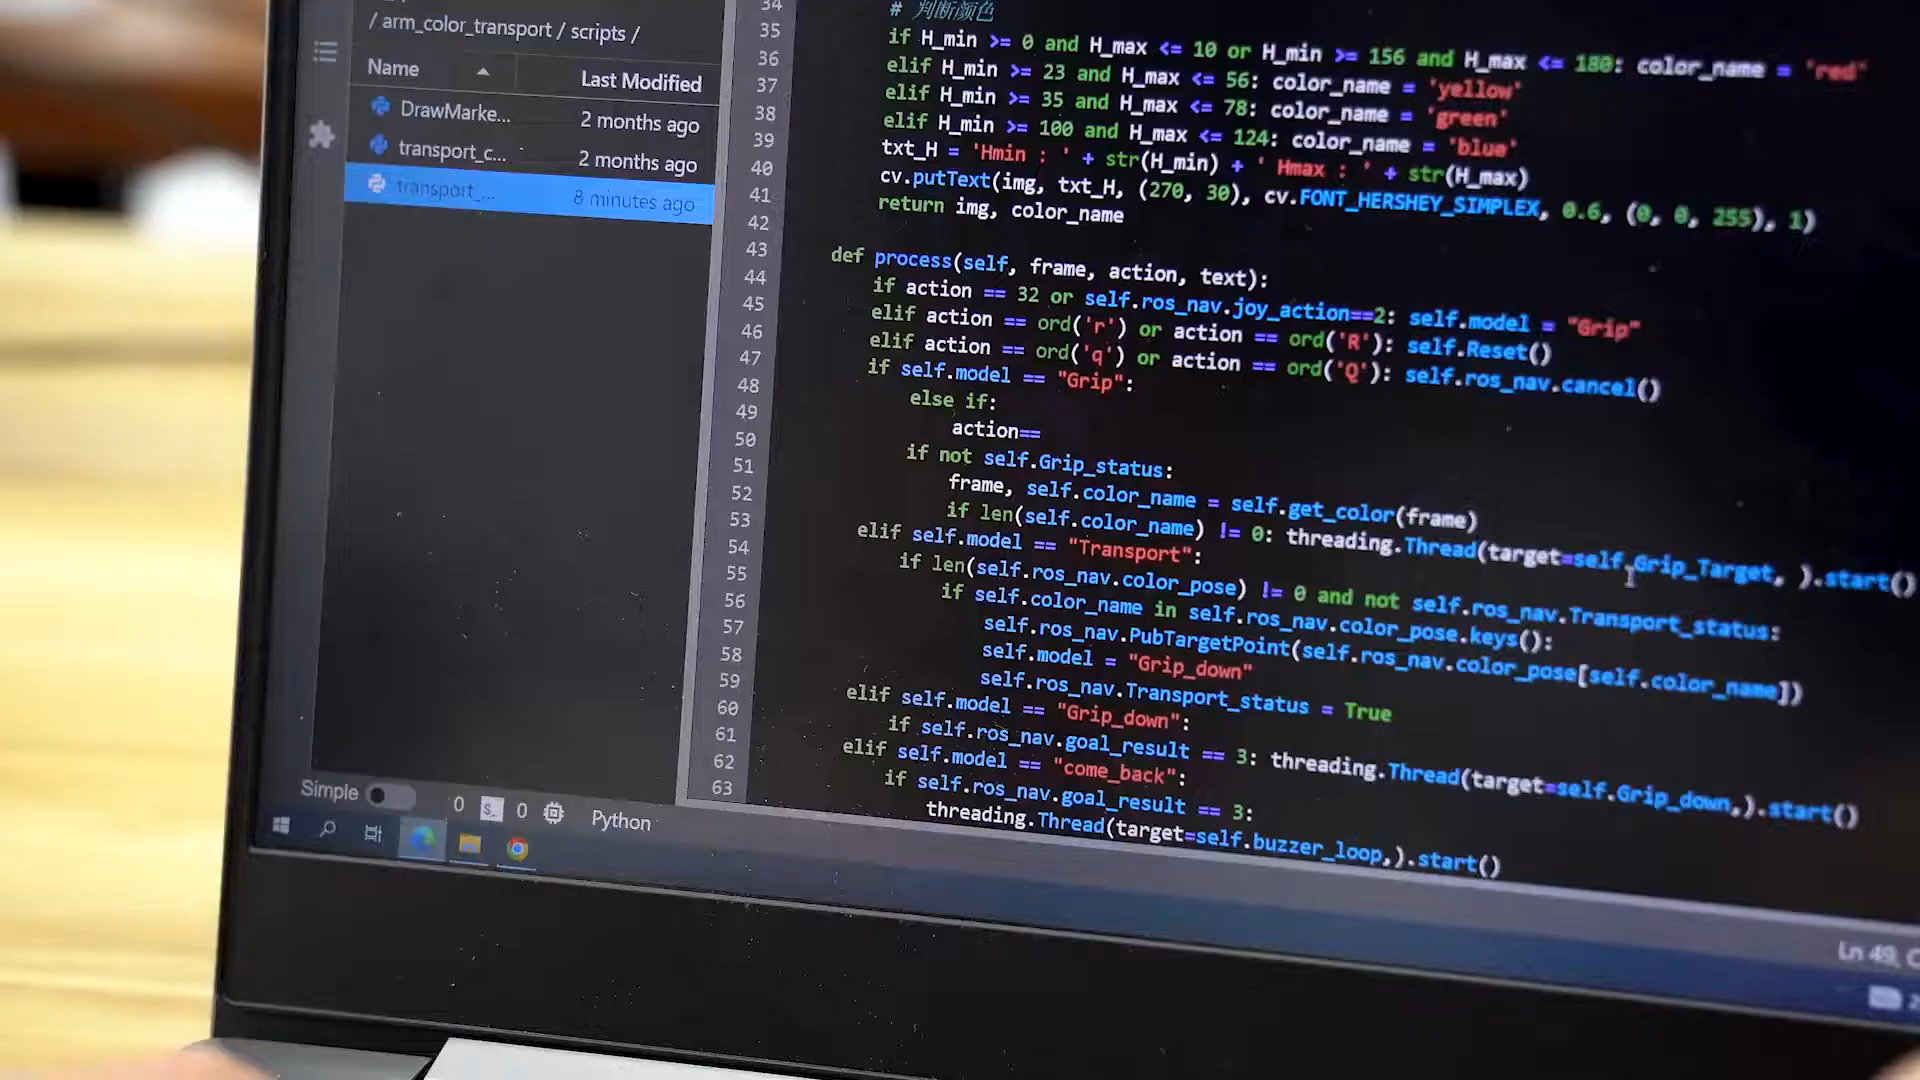 / arm_color_transport / scripts /
Name
Last Modified
DrawMarke...
2 months ago
transport_c...
2 months ago
transport_...
8 minutes ago
Simple
0
0
Python
34
# 判断颜色
35
if H_min >= 0 and H_max <= 10 or H_min >= 156 and H_max <= 180: color_name = 'red'
36
elif H_min >= 23 and H_max <= 56: color_name = 'yellow'
37
elif H_min >= 35 and H_max <= 78: color_name = 'green'
38
elif H_min >= 100 and H_max <= 124: color_name = 'blue'
39
txt_H = 'Hmin : ' + str(H_min) + ' Hmax : ' + str(H_max)
40
cv.putText(img, txt_H, (270, 30), cv.FONT_HERSHEY_SIMPLEX, 0.6, (0, 0, 255), 1)
41
return img, color_name
42
43
def process(self, frame, action, text):
44
if action == 32 or self.ros_nav.joy_action==2: self.model = "Grip"
45
elif action == ord('r') or action == ord('R'): self.Reset()
46
elif action == ord('q') or action == ord('Q'): self.ros_nav.cancel()
47
if self.model == "Grip":
48
else if:
49
action==
50
if not self.Grip_status:
51
frame, self.color_name = self.get_color(frame)
52
if len(self.color_name) != 0: threading.Thread(target=self.Grip_Target, ).start()
53
elif self.model == "Transport":
54
if len(self.ros_nav.color_pose) != 0 and not self.ros_nav.Transport_status:
55
if self.color_name in self.ros_nav.color_pose.keys():
56
self.ros_nav.PubTargetPoint(self.ros_nav.color_pose[self.color_name])
57
self.model = "Grip_down"
58
self.ros_nav.Transport_status = True
59
elif self.model == "Grip_down":
60
if self.ros_nav.goal_result == 3: threading.Thread(target=self.Grip_down,).start()
61
elif self.model == "come_back":
62
if self.ros_nav.goal_result == 3:
63
threading.Thread(target=self.buzzer_loop,).start()
Ln 49,